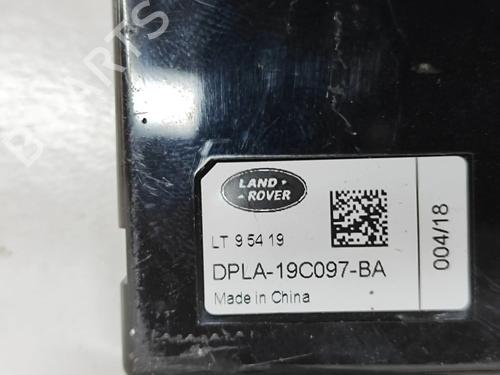 LAND
ROVER
LT 9 54 19
DPLA-19C097-BA
Made in China
004/18